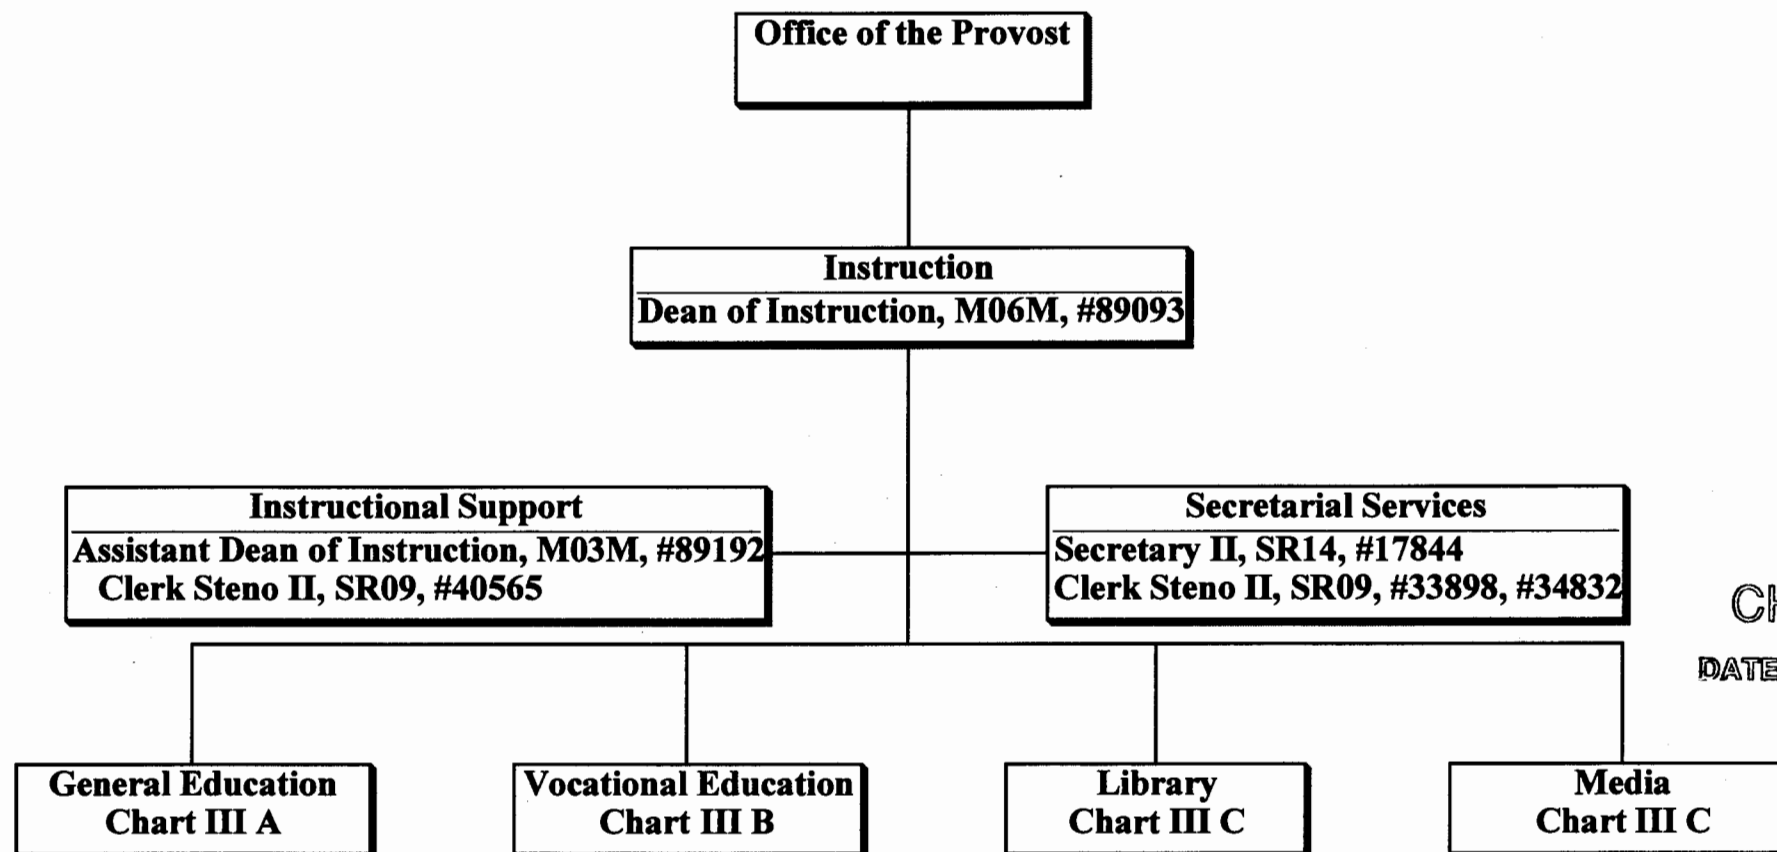 Office of the Provost
Instruction
Dean of Instruction, M06M, #89093
Instructional Support
Assistant Dean of Instruction, M03M, #89192
Clerk Steno II, SR09, #40565
Secretarial Services
Secretary II, SR14, #17844
Clerk Steno II, SR09, #33898, #34832
DATE
General Education
Chart III A
Vocational Education
Chart III B
Library
Chart III C
Media
Chart III C